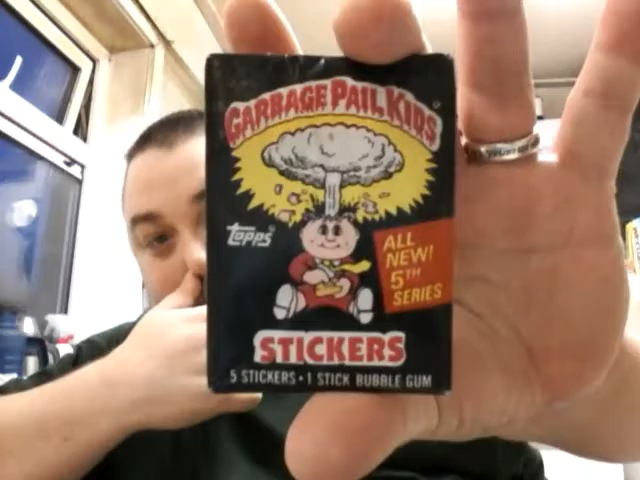 GARBAGE PAIL KIDS
topps
ALL
NEW!
5TH
SERIES
STICKERS
5 STICKERS • 1 STICK BUBBLE GUM